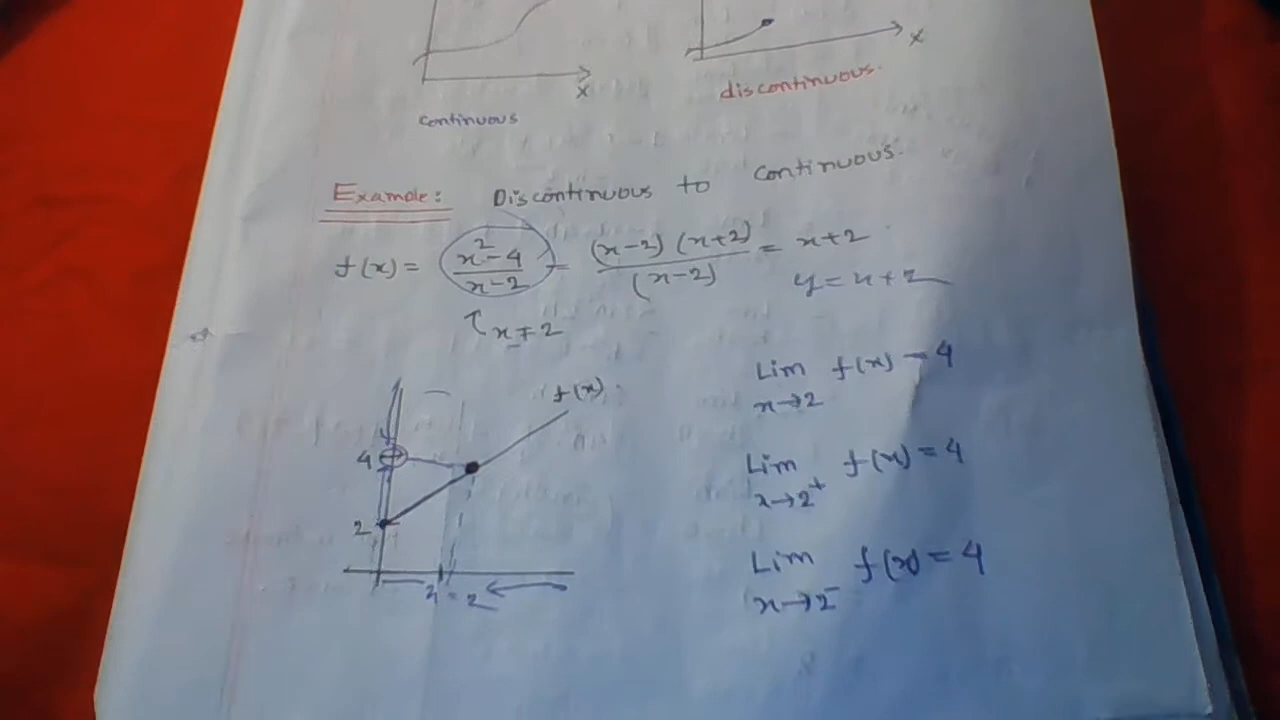 x
x
continuous
discontinuous.
Example: Discontinuous to continuous.
f(x) = x²-4 / x-2 = (x-2) (x+2) / (x-2) = x+2
y = x+2
x≠2
Lim f(x) = 4
x→2
f(x)
4
Lim f(x) = 4
x→2⁺
2
Lim f(x) = 4
x→2⁻
2